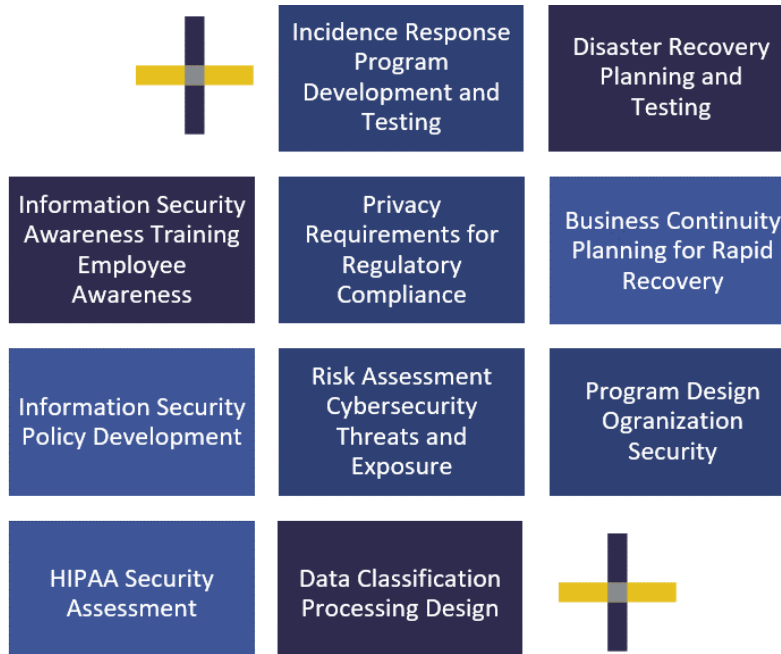 Incidence Response
Program
Development and
Testing
Disaster Recovery
Planning and
Testing
Information Security
Awareness Training
Employee
Awareness
Privacy
Requirements for
Regulatory
Compliance
Business Continuity
Planning for Rapid
Recovery
Information Security
Policy Development
Risk Assessment
Cybersecurity
Threats and
Exposure
Program Design
Ogranization
Security
HIPAA Security
Assessment
Data Classification
Processing Design